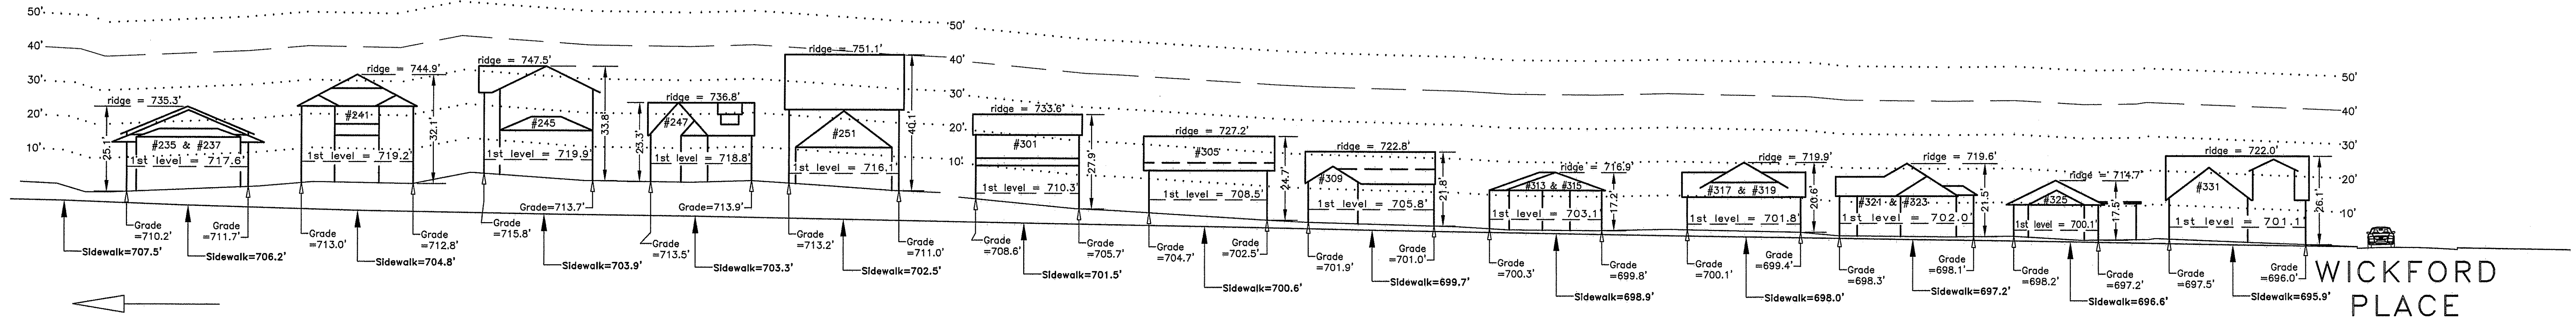 50'
40'
30'
20'
10'
ridge = 735.3'
25.1'
#235 & #237
1st level = 717.6'
Grade
=710.2'
Grade
=711.7'
Sidewalk=707.5'
Sidewalk=706.2'
ridge = 744.9'
32.1'
#241
1st level = 719.2'
Grade
=713.0'
Grade
=712.8'
Sidewalk=704.8'
ridge = 747.5'
33.8'
#245
1st level = 719.9'
Grade
=715.8'
Grade=713.7'
Sidewalk=703.9'
ridge = 736.8'
23.3'
#247
1st level = 718.8'
Grade
=713.5'
Grade=713.9'
Sidewalk=703.3'
ridge = 751.1'
40.1'
#251
1st level = 716.1'
Grade
=713.2'
Grade
=711.0'
Sidewalk=702.5'
50'
40'
30'
20'
10'
ridge = 733.6'
27.9'
#301
1st level = 710.3'
Grade
=708.6'
Grade
=705.7'
Sidewalk=701.5'
ridge = 727.2'
24.7'
#305
1st level = 708.5'
Grade
=704.7'
Grade
=702.5'
Sidewalk=700.6'
ridge = 722.8'
21.8'
#309
1st level = 705.8'
Grade
=701.9'
Grade
=701.0'
Sidewalk=699.7'
ridge = 716.9'
17.2'
#313 & #315
1st level = 703.1'
Grade
=700.3'
Grade
=699.8'
Sidewalk=698.9'
ridge = 719.9'
20.6'
#317 & #319
1st level = 701.8'
Grade
=700.1'
Grade
=699.4'
Sidewalk=698.0'
ridge = 719.6'
21.5'
#321 & #323
1st level = 702.0'
Grade
=698.3'
Grade
=698.1'
Sidewalk=697.2'
ridge = 714.7'
17.5'
#325
1st level = 700.1'
Grade
=698.2'
Grade
=697.2'
Sidewalk=696.6'
ridge = 722.0'
26.1'
#331
1st level = 701.1'
Grade
=697.5'
Grade
=696.0'
Sidewalk=695.9'
50'
40'
30'
20'
10'
WICKFORD
PLACE